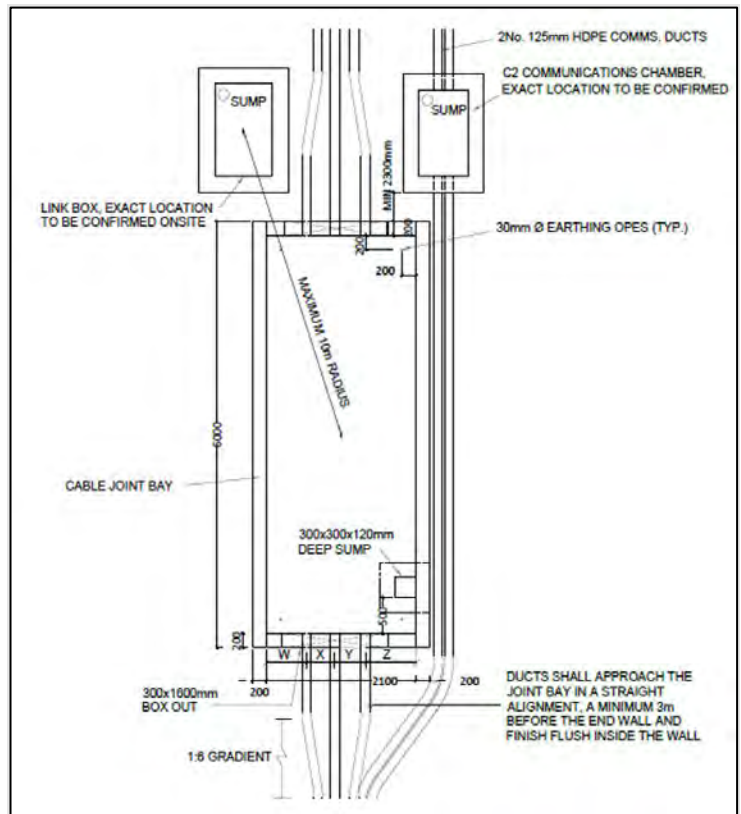 2No. 125mm HDPE COMMS. DUCTS
C2 COMMUNICATIONS CHAMBER,
EXACT LOCATION TO BE CONFIRMED
SUMP
SUMP
MIN 2300mm
LINK BOX, EXACT LOCATION
TO BE CONFIRMED ONSITE
30mm Ø EARTHING OPES (TYP.)
200
200
200
MAXIMUM 10m RADIUS
6000
CABLE JOINT BAY
300x300x120mm
DEEP SUMP
500
200
W X Y Z
200
2100
200
300x1600mm
BOX OUT
DUCTS SHALL APPROACH THE
JOINT BAY IN A STRAIGHT
ALIGNMENT, A MINIMUM 3m
BEFORE THE END WALL AND
FINISH FLUSH INSIDE THE WALL
1:6 GRADIENT